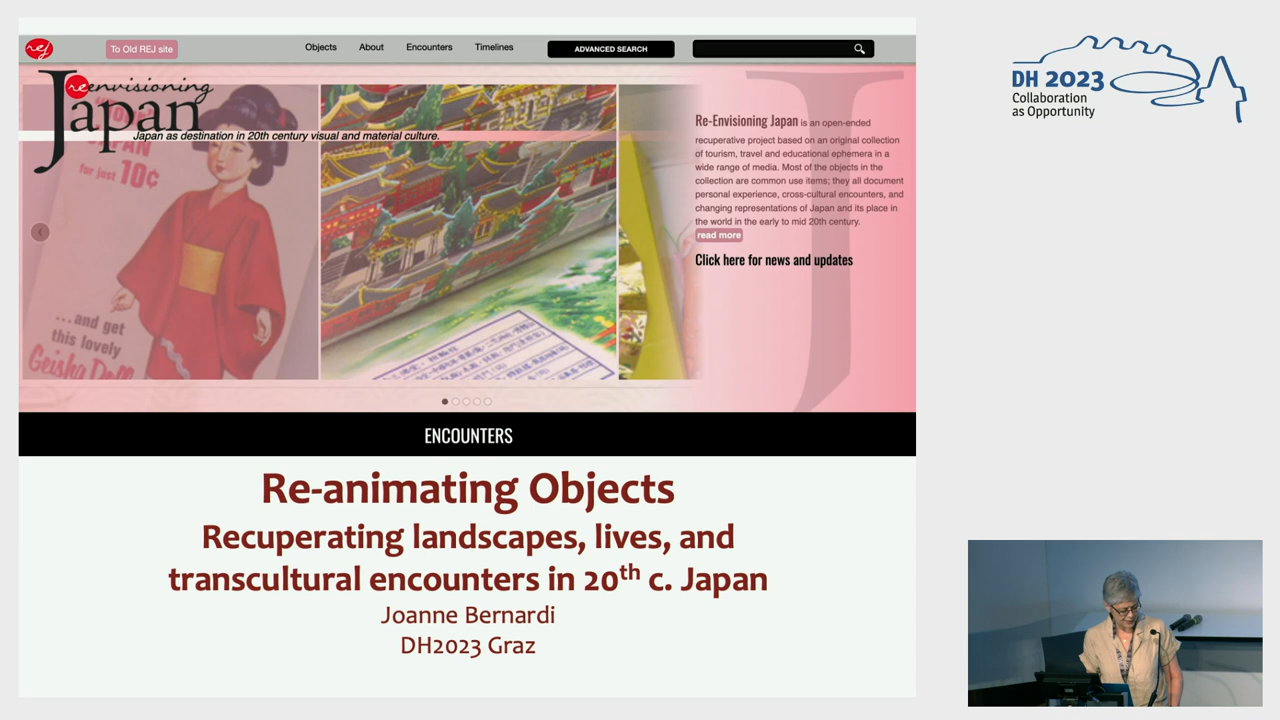 rej
To Old REJ site
Objects
About
Encounters
Timelines
ADVANCED SEARCH
reenvisioning
Japan
Japan as destination in 20th century visual and material culture.
JAPAN
for just 10¢
...and get
this lovely
Geisha Doll
Re-Envisioning Japan is an open-ended
recuperative project based on an original collection
of tourism, travel and educational ephemera in a
wide range of media. Most of the objects in the
collection are common use items; they all document
personal experience, cross-cultural encounters, and
changing representations of Japan and its place in
the world in the early to mid 20th century.
read more
Click here for news and updates
ENCOUNTERS
Re-animating Objects
Recuperating landscapes, lives, and
transcultural encounters in 20th c. Japan
Joanne Bernardi
DH2023 Graz
DH 2023
Collaboration
as Opportunity